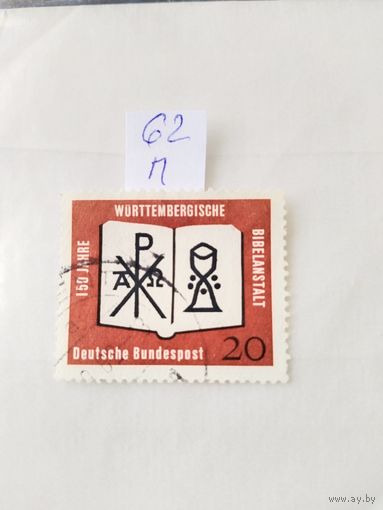 62
п
150 JAHRE
WÜRTTEMBERGISCHE
BIBELANSTALT
P
A Ω
Deutsche Bundespost
20
www.ay.by